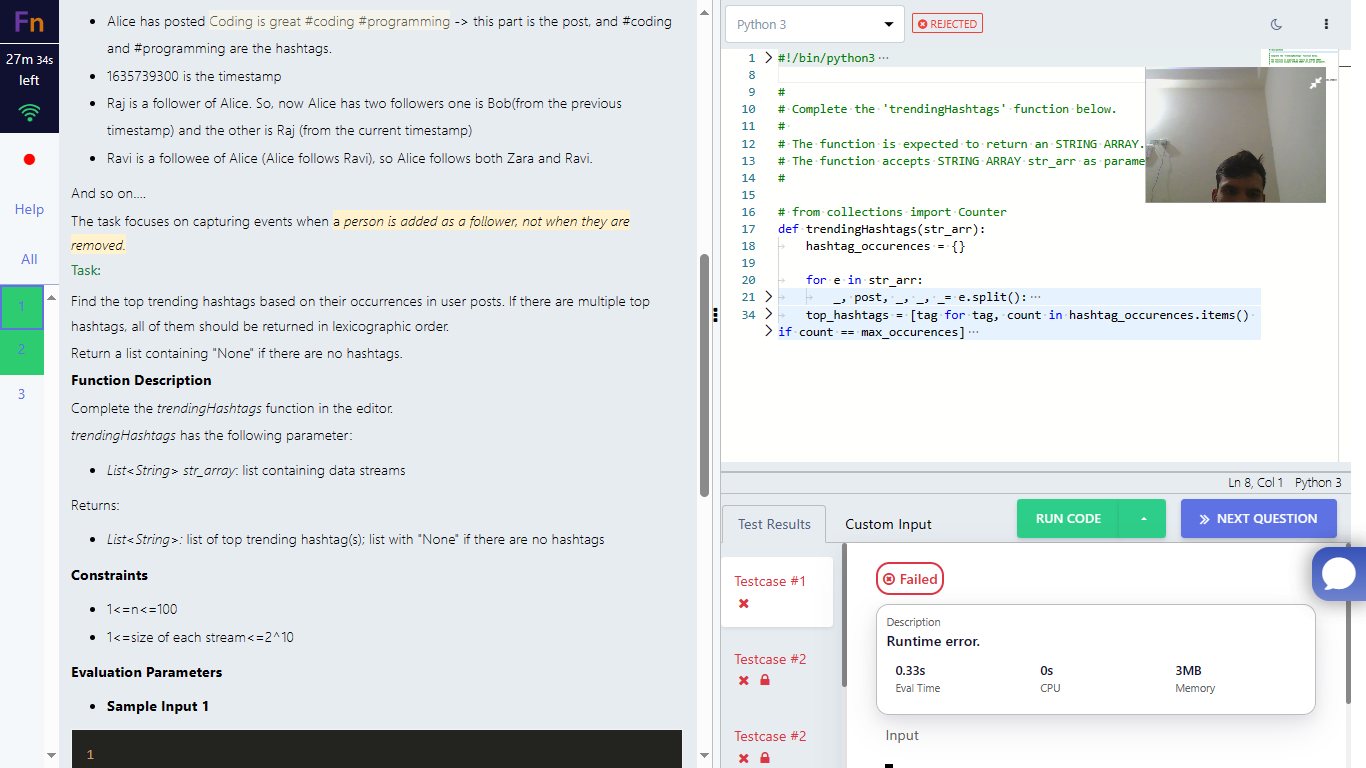 Fn
27m 34s
left
Help
All
1
2
3
Alice has posted Coding is great #coding #programming -> this part is the post, and #coding
and #programming are the hashtags.
1635739300 is the timestamp
Raj is a follower of Alice. So, now Alice has two followers one is Bob(from the previous
timestamp) and the other is Raj (from the current timestamp)
Ravi is a followee of Alice (Alice follows Ravi), so Alice follows both Zara and Ravi.
And so on....
The task focuses on capturing events when a person is added as a follower, not when they are
removed.
Task:
Find the top trending hashtags based on their occurrences in user posts. If there are multiple top
hashtags, all of them should be returned in lexicographic order.
Return a list containing "None" if there are no hashtags.
Function Description
Complete the trendingHashtags function in the editor.
trendingHashtags has the following parameter:
List<String> str_array: list containing data streams
Returns:
List<String>: list of top trending hashtag(s); list with "None" if there are no hashtags
Constraints
1<=n<=100
1<=size of each stream<=2^10
Evaluation Parameters
Sample Input 1
1
Python 3
REJECTED
1 #!/bin/python3 ...
8
9 #
10 # Complete the 'trendingHashtags' function below.
11 #
12 # The function is expected to return an STRING ARRAY.
13 # The function accepts STRING ARRAY str_arr as parame
14 #
15
16 # from collections import Counter
17 def trendingHashtags(str_arr):
18 hashtag_occurences = {}
19
20 for e in str_arr:
21 _, post, _, _, _= e.split(): ...
34 top_hashtags = [tag for tag, count in hashtag_occurences.items()
if count == max_occurences] ...
Ln 8, Col 1 Python 3
Test Results
Custom Input
RUN CODE
NEXT QUESTION
Testcase #1
Testcase #2
Testcase #2
Failed
Description
Runtime error.
0.33s 0s 3MB
Eval Time CPU Memory
Input